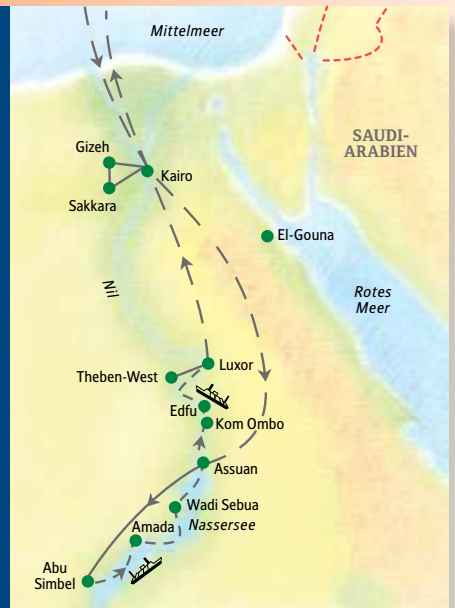 Mittelmeer
SAUDI-
ARABIEN
Gizeh
Kairo
Sakkara
El-Gouna
Nil
Rotes
Meer
Luxor
Theben-West
Edfu
Kom Ombo
Assuan
Wadi Sebua
Nassersee
Amada
Abu
Simbel